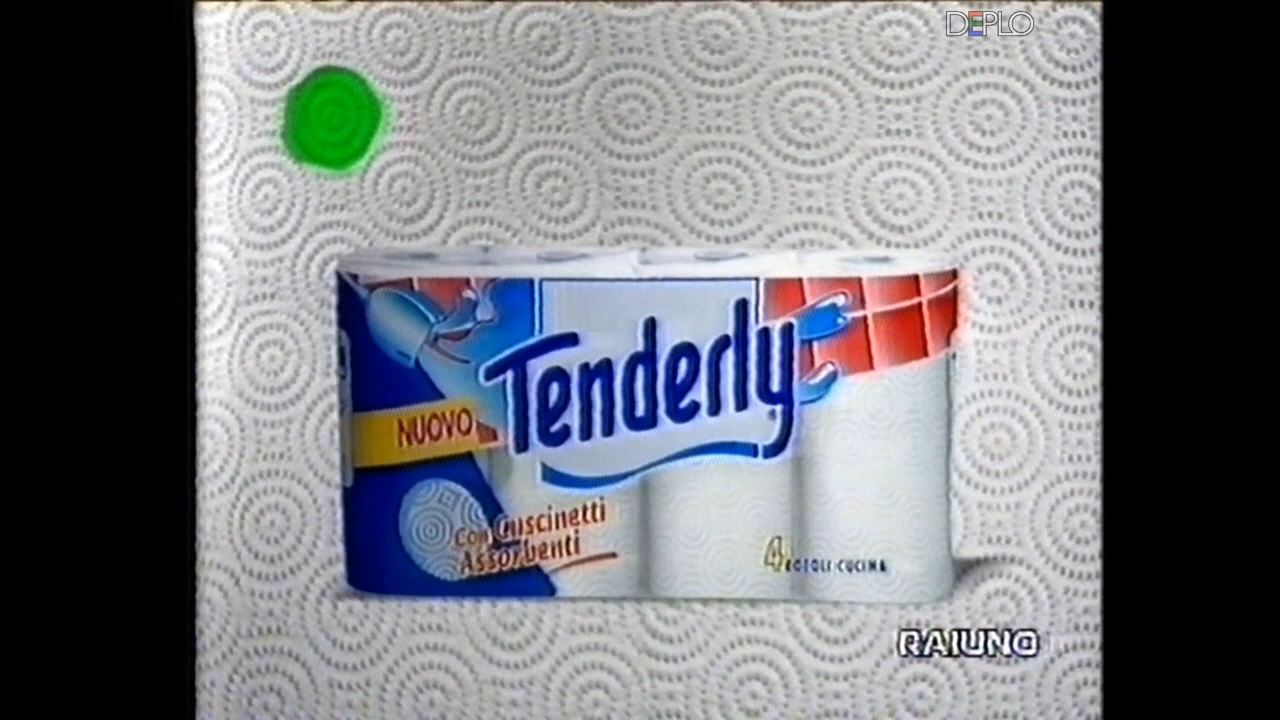 DEPLO
Tenderly
NUOVO
Con Cuscinetti
Assorbenti
4 ROTOLI CUCINA
RAIUNO